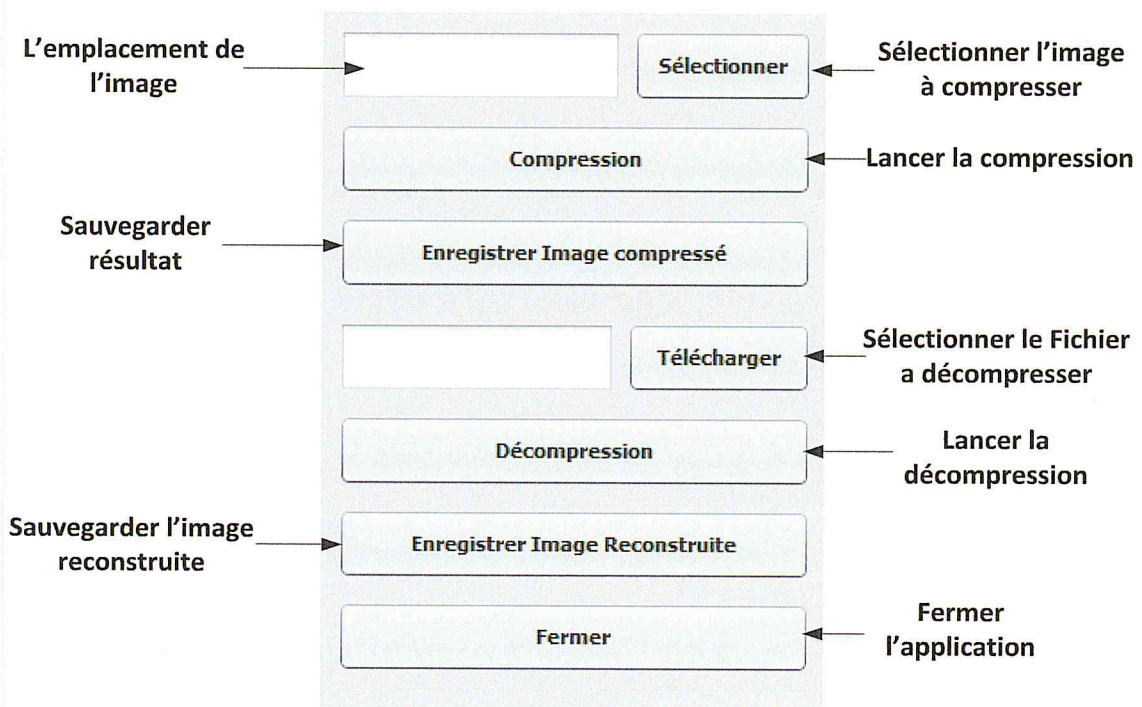 L'emplacement de
l'image
Sélectionner
Sélectionner l'image
à compresser
Compression
Lancer la compression
Sauvegarder
résultat
Enregistrer Image compressé
Télécharger
Sélectionner le Fichier
a décompresser
Décompression
Lancer la
décompression
Sauvegarder l'image
reconstruite
Enregistrer Image Reconstruite
Fermer
Fermer
l'application